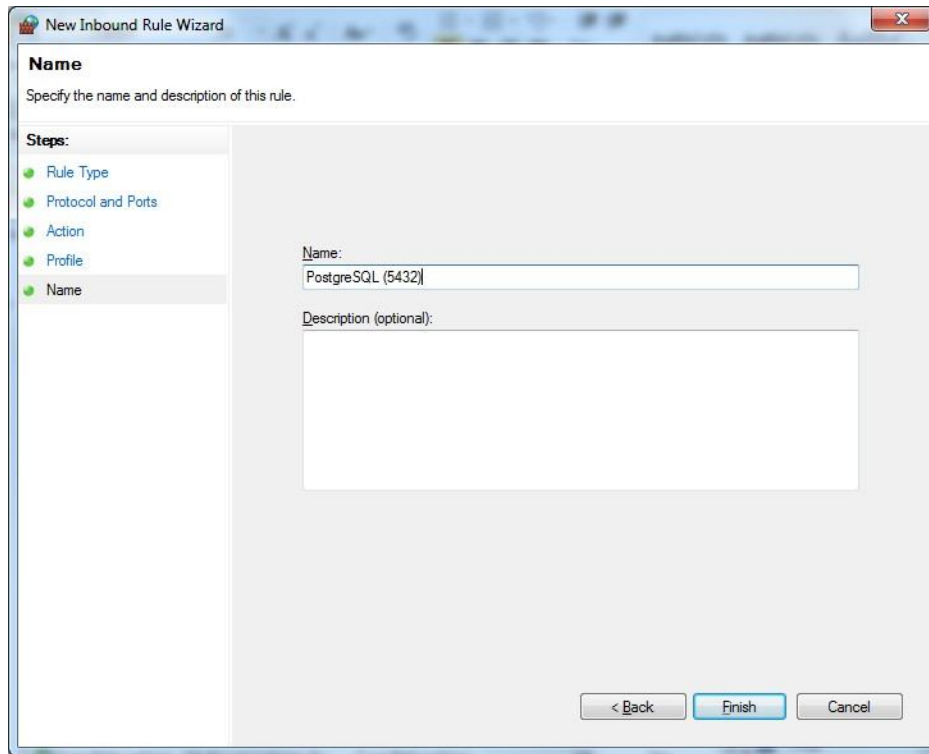 New Inbound Rule Wizard
Name
Specify the name and description of this rule.
Steps:
Rule Type
Protocol and Ports
Action
Profile
Name
Name:
PostgreSQL (5432)
Description (optional):
< Back
Finish
Cancel